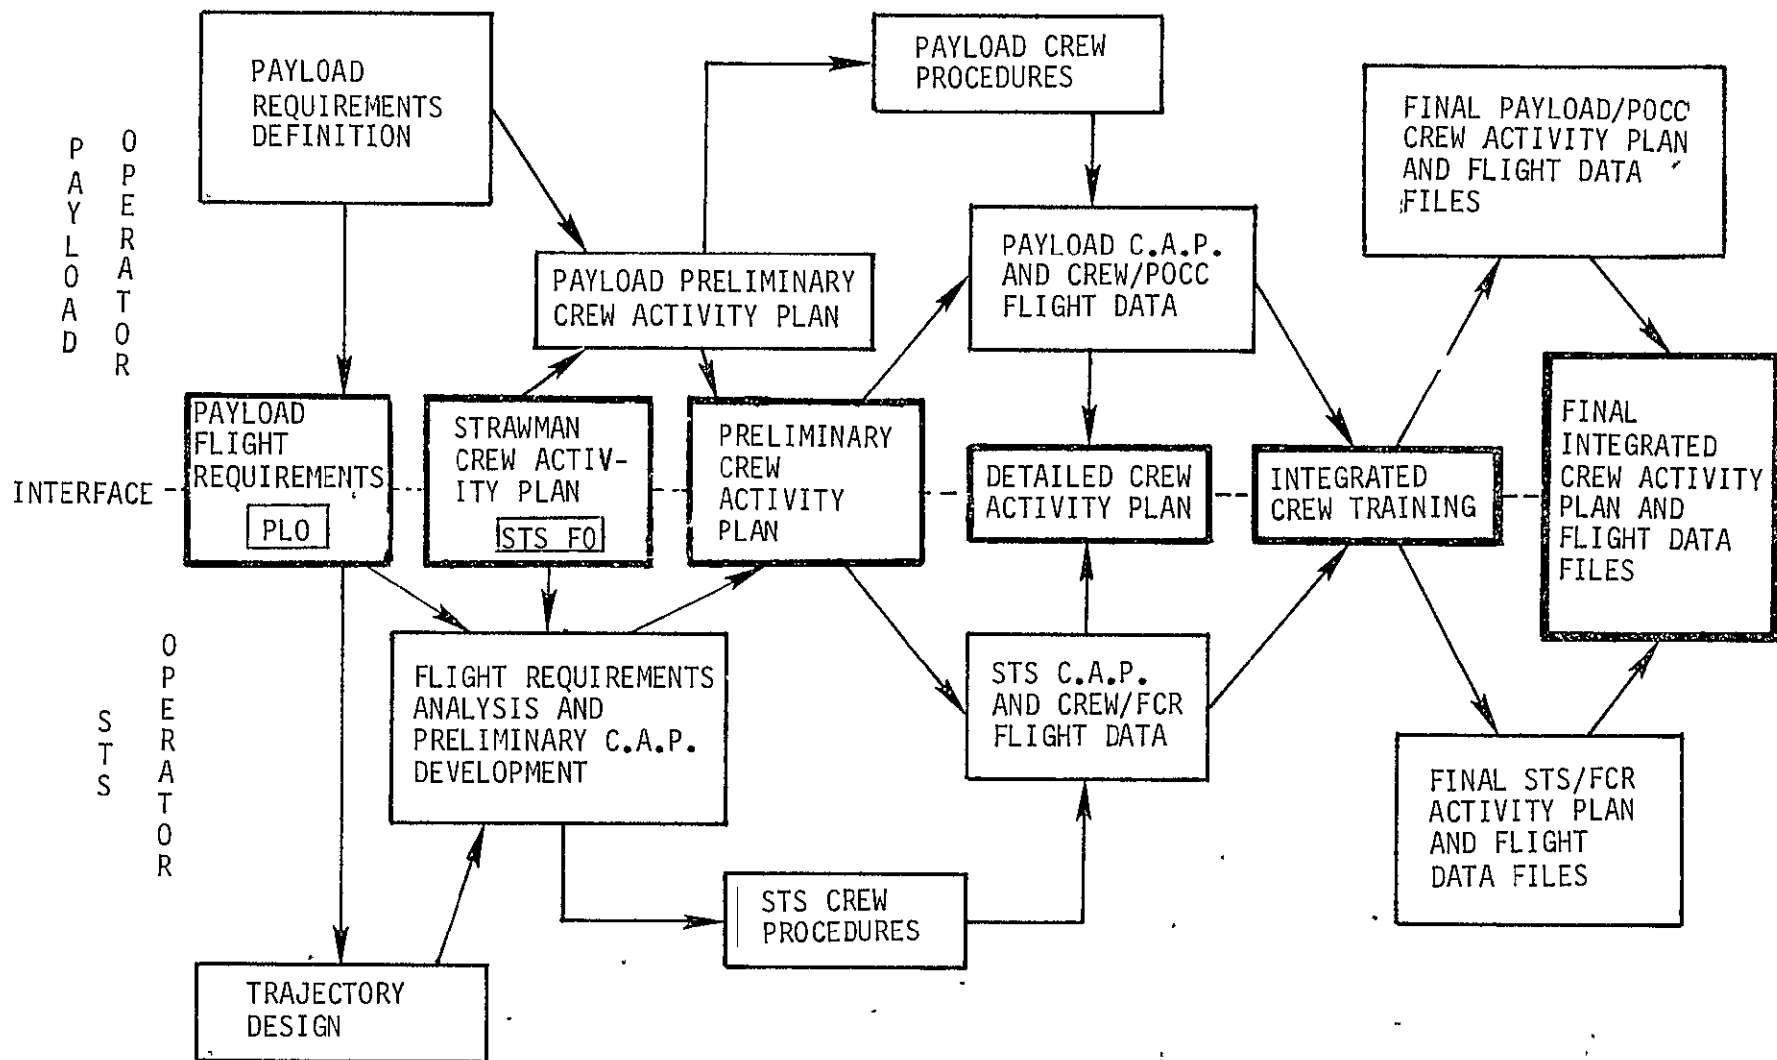 PAYLOAD
REQUIREMENTS
DEFINITION
PAYLOAD CREW
PROCEDURES
FINAL PAYLOAD/POCC
CREW ACTIVITY PLAN
AND FLIGHT DATA
FILES
PAYLOAD
OPERATOR
PAYLOAD PRELIMINARY
CREW ACTIVITY PLAN
PAYLOAD C.A.P.
AND CREW/POCC
FLIGHT DATA
INTERFACE
PAYLOAD
FLIGHT
REQUIREMENTS
PLO
STRAWMAN
CREW ACTIV-
ITY PLAN
STS FO
PRELIMINARY
CREW
ACTIVITY
PLAN
DETAILED CREW
ACTIVITY PLAN
INTEGRATED
CREW TRAINING
FINAL
INTEGRATED
CREW ACTIVITY
PLAN AND
FLIGHT DATA
FILES
STS
OPERATOR
FLIGHT REQUIREMENTS
ANALYSIS AND
PRELIMINARY C.A.P.
DEVELOPMENT
STS C.A.P.
AND CREW/FCR
FLIGHT DATA
FINAL STS/FCR
ACTIVITY PLAN
AND FLIGHT
DATA FILES
STS CREW
PROCEDURES
TRAJECTORY
DESIGN